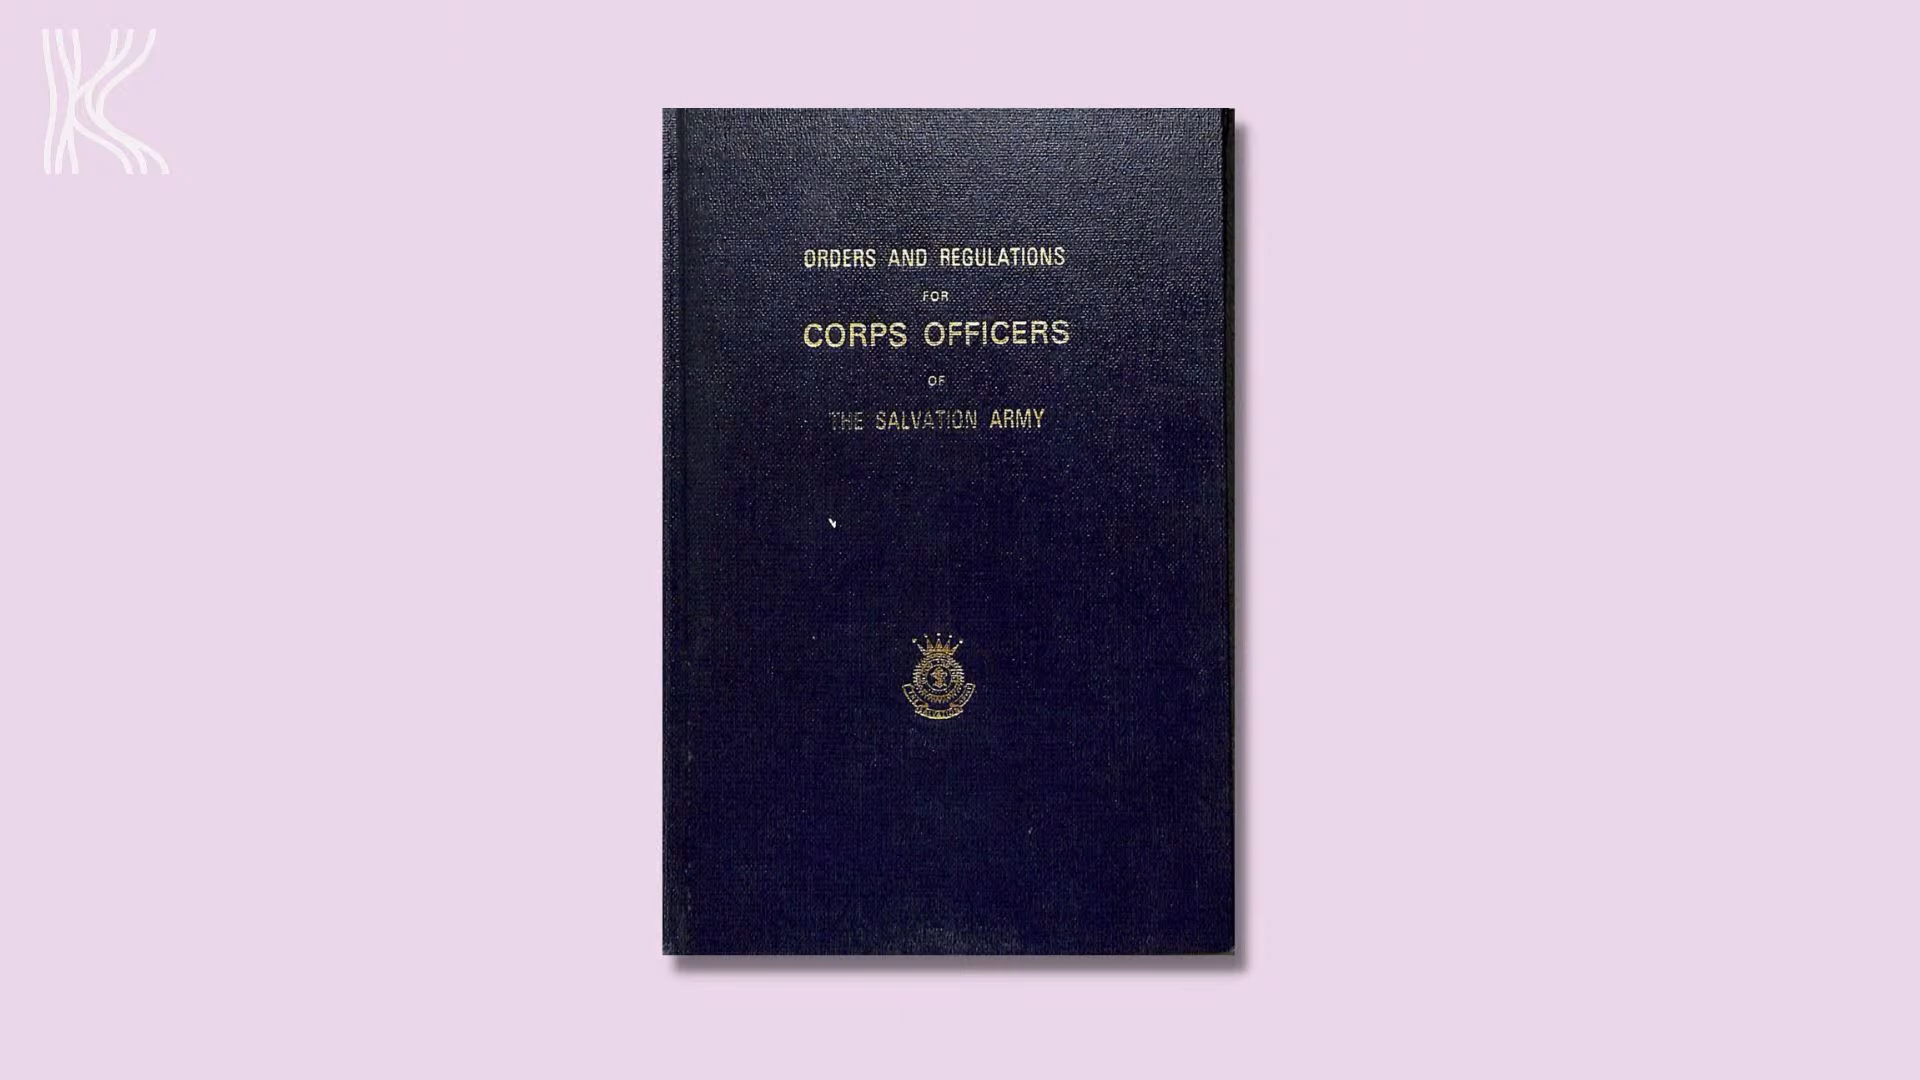 K
ORDERS AND REGULATIONS
FOR
CORPS OFFICERS
OF
THE SALVATION ARMY